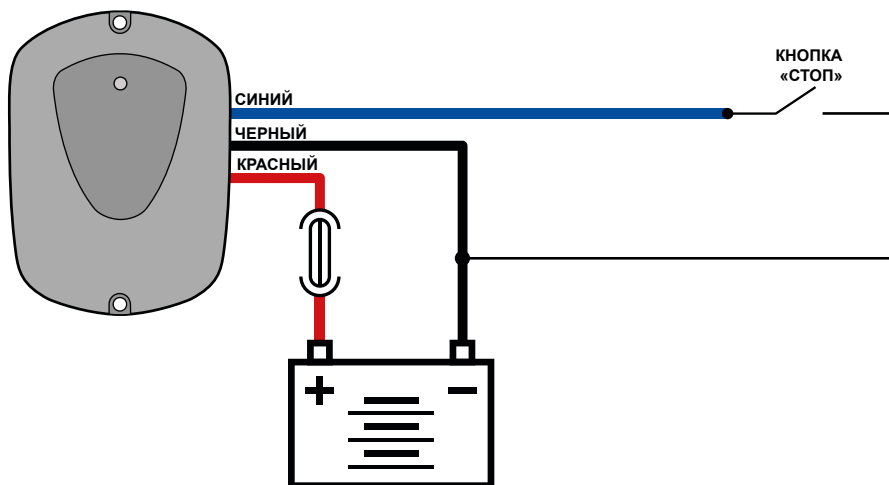 КНОПКА
«СТОП»
СИНИЙ
ЧЕРНЫЙ
КРАСНЫЙ
+ −